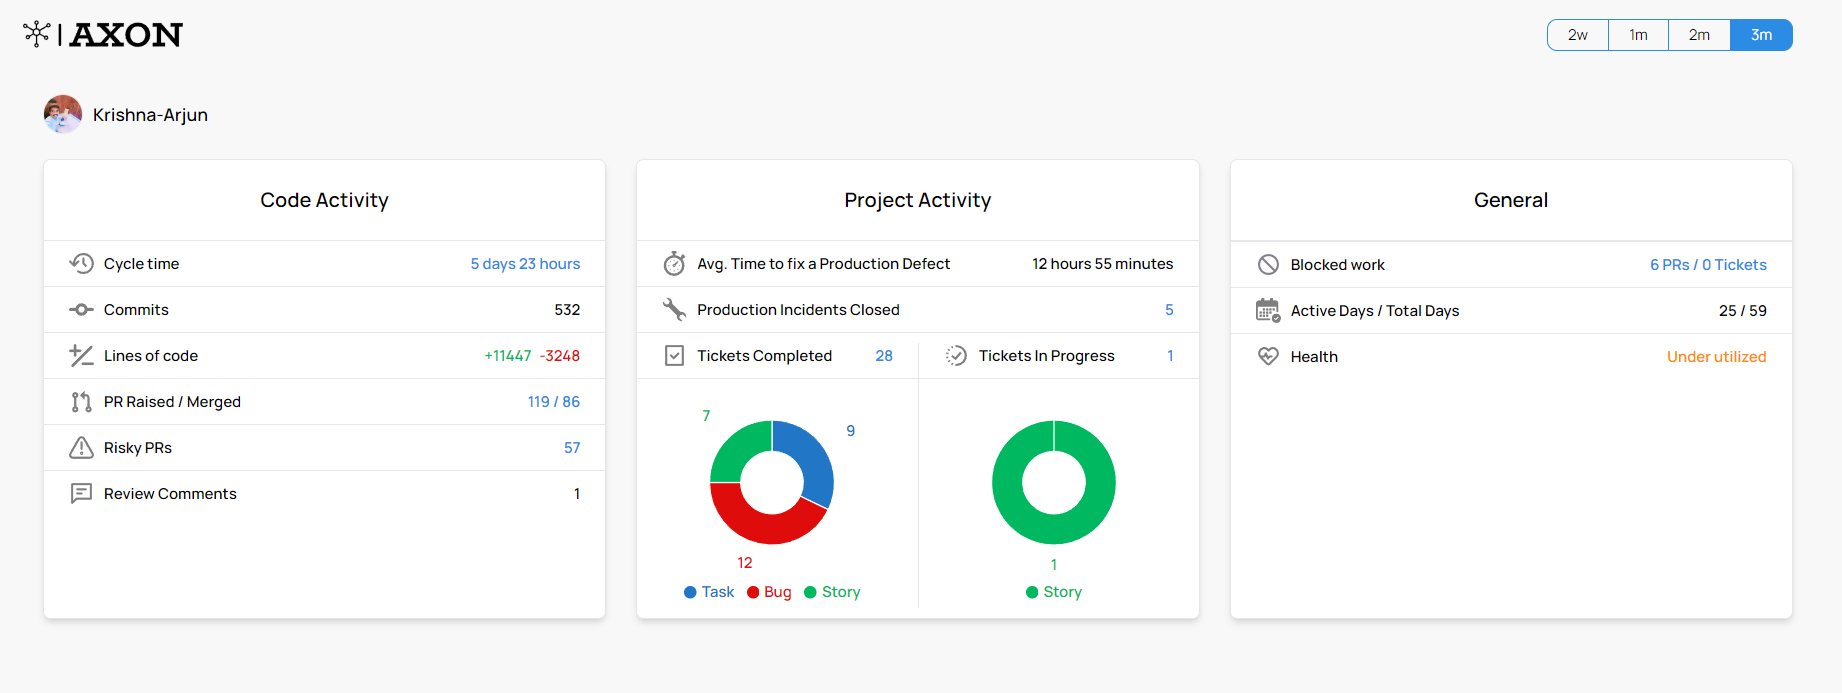 AXON
2w 1m 2m 3m
Krishna-Arjun
Code Activity
Cycle time 5 days 23 hours
Commits 532
Lines of code +11447 -3248
PR Raised / Merged 119 / 86
Risky PRs 57
Review Comments 1
Project Activity
Avg. Time to fix a Production Defect 12 hours 55 minutes
Production Incidents Closed 5
Tickets Completed 28
7
9
12
Task Bug Story
Tickets In Progress 1
1
Story
General
Blocked work 6 PRs / 0 Tickets
Active Days / Total Days 25 / 59
Health Under utilized